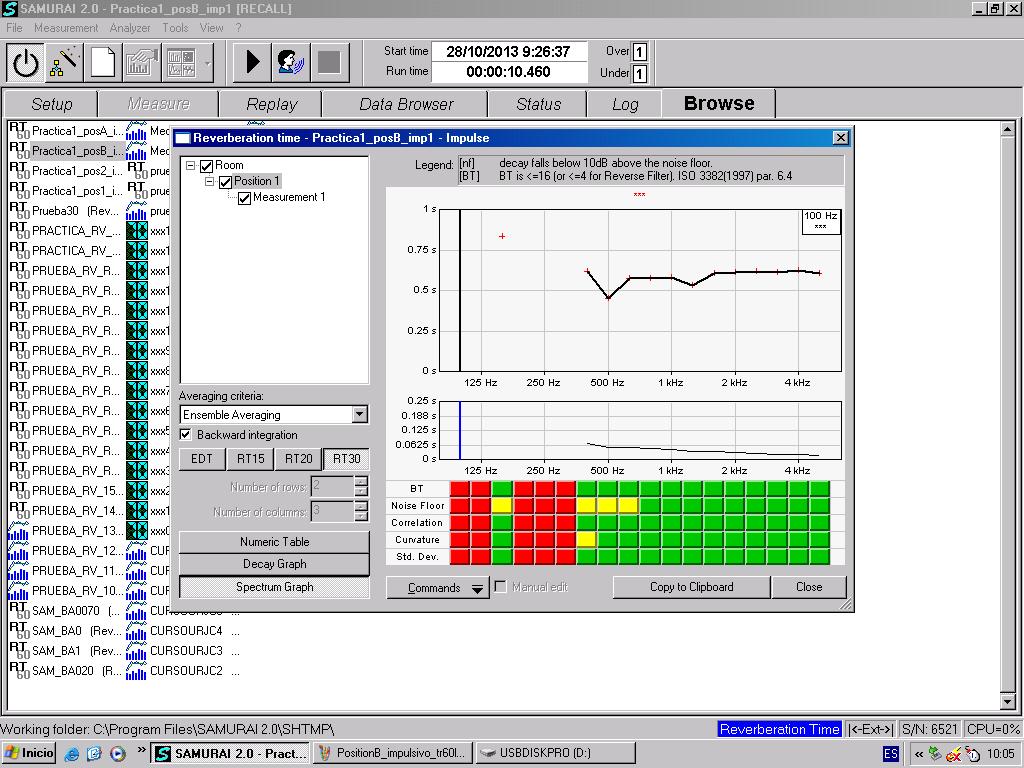 SAMURAI 2.0 - Practica1_posB_imp1 [RECALL]
File Measurement Analyzer Tools View ?
Start time 28/10/2013 9:26:37 Over 1
Run time 00:00:10.460 Under 1
Setup Measure Replay Data Browser Status Log Browse
RT60 Practica1_posA_i... Mec
RT60 Practica1_posB_i... Mec
RT60 Practica1_pos2_i... RT60 prue
RT60 Practica1_pos1_i... RT60 prue
RT60 Prueba30 (Rev... prue
RT60 PRACTICA_RV_... xxx1
RT60 PRACTICA_RV_... xxx1
RT60 PRUEBA_RV_R... xxx1
RT60 PRUEBA_RV_R... xxx1
RT60 PRUEBA_RV_R... xxx1
RT60 PRUEBA_RV_R... xxx1
RT60 PRUEBA_RV_R... xxx9
RT60 PRUEBA_RV_R... xxx8
RT60 PRUEBA_RV_R... xxx7
RT60 PRUEBA_RV_R... xxx6
RT60 PRUEBA_RV_R... xxx5
RT60 PRUEBA_RV_R... xxx4
RT60 PRUEBA_RV_R... xxx3
RT60 PRUEBA_RV_15... xxx2
RT60 PRUEBA_RV_14... xxx1
PRUEBA_RV_13... xxx0
PRUEBA_RV_12... CUR
PRUEBA_RV_11... CUR
PRUEBA_RV_10... CUR
RT60 SAM_BA0070 (...
RT60 SAM_BA0 (Rev... CURSOURJC4 ...
RT60 SAM_BA1 (Rev... CURSOURJC3 ...
RT60 SAM_BA020 (R... CURSOURJC2 ...
Reverberation time - Practica1_posB_imp1 - Impulse
Room
Position 1
Measurement 1
Averaging criteria:
Ensemble Averaging
Backward integration
EDT RT15 RT20 RT30
Number of rows: 2
Number of columns: 3
Numeric Table
Decay Graph
Spectrum Graph
Legend: [nf] decay falls below 10dB above the noise floor.
[BT] BT is <=16 (or <=4 for Reverse Filter). ISO 3382(1997) par. 6.4
***
1 s
0.75 s
0.5 s
0.25 s
0 s
100 Hz
***
125 Hz 250 Hz 500 Hz 1 kHz 2 kHz 4 kHz
0.25 s
0.188 s
0.125 s
0.0625 s
0 s
125 Hz 250 Hz 500 Hz 1 kHz 2 kHz 4 kHz
BT
Noise Floor
Correlation
Curvature
Std. Dev.
Commands Manual edit Copy to Clipboard Close
Working folder: C:\Program Files\SAMURAI 2.0\SHTMP\ Reverberation Time |<-Ext->| S/N: 6521 CPU=0%
Inicio » SAMURAI 2.0 - Pract... PositionB_impulsivo_tr60l... USBDISKPRO (D:) ES « 10:05